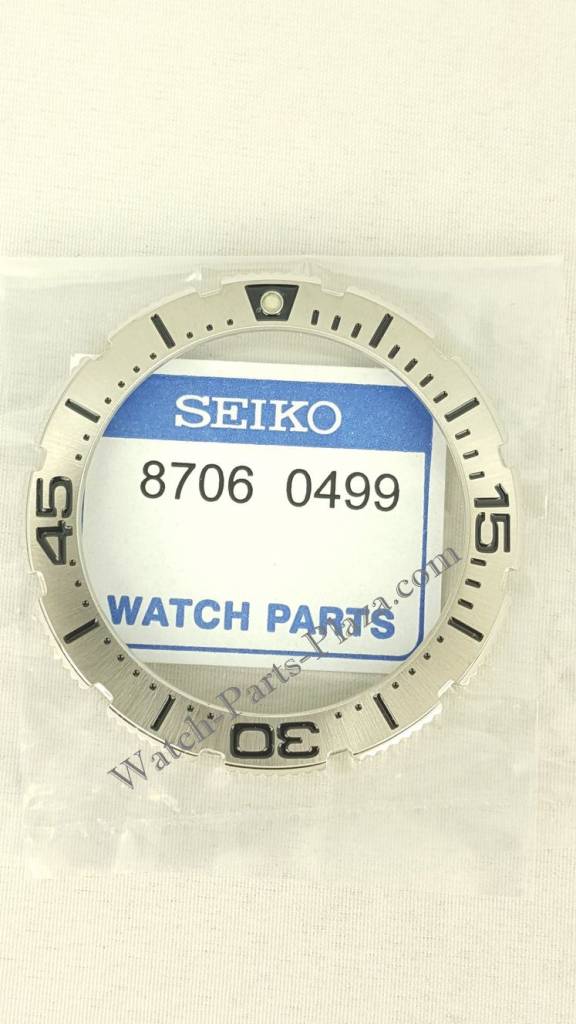 SEIKO
8706 0499
45
15
WATCH PARTS
30
Watch-Parts-Plaza.com